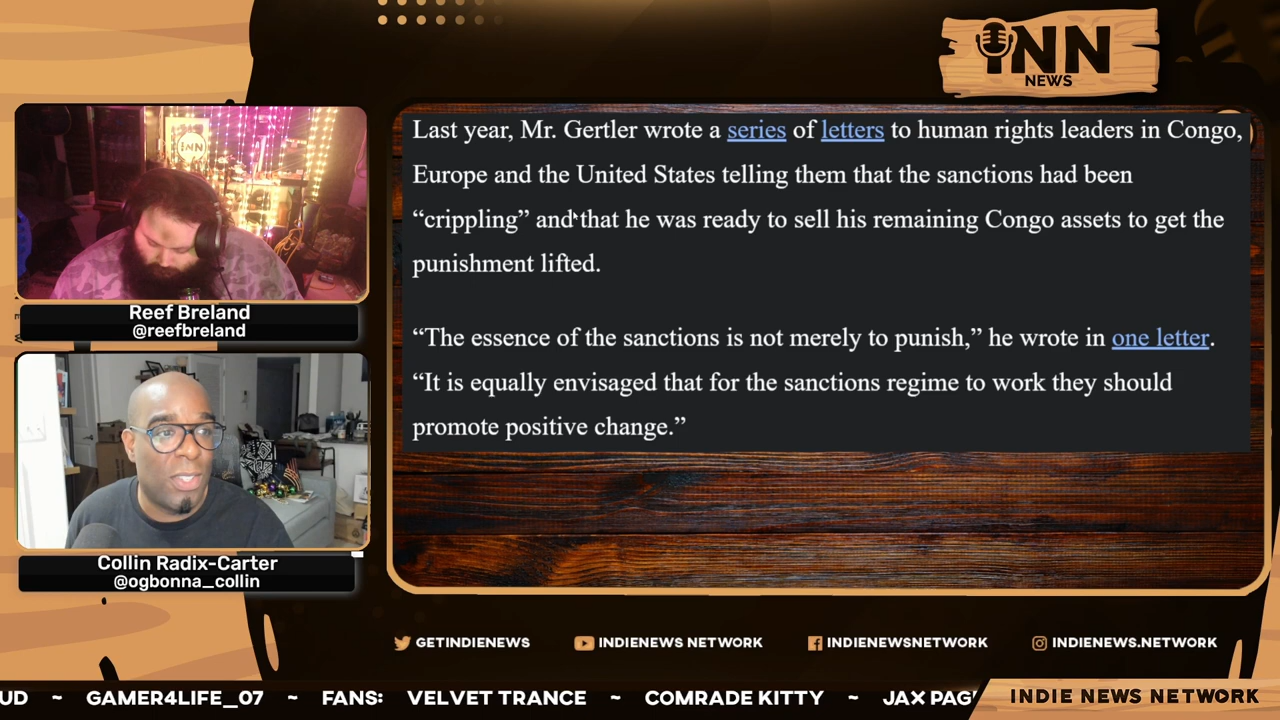 iNN
NEWS
Last year, Mr. Gertler wrote a series of letters to human rights leaders in Congo,
Europe and the United States telling them that the sanctions had been
“crippling” and that he was ready to sell his remaining Congo assets to get the
punishment lifted.
“The essence of the sanctions is not merely to punish,” he wrote in one letter.
“It is equally envisaged that for the sanctions regime to work they should
promote positive change.”
iNN
Reef Breland
@reefbreland
Collin Radix-Carter
@ogbonna_collin
GETINDIENEWS
INDIENEWS NETWORK
INDIENEWSNETWORK
INDIENEWS.NETWORK
UD ~ GAMER4LIFE_07 ~ FANS: VELVET TRANCE ~ COMRADE KITTY ~ JAX PAG
INDIE NEWS NETWORK